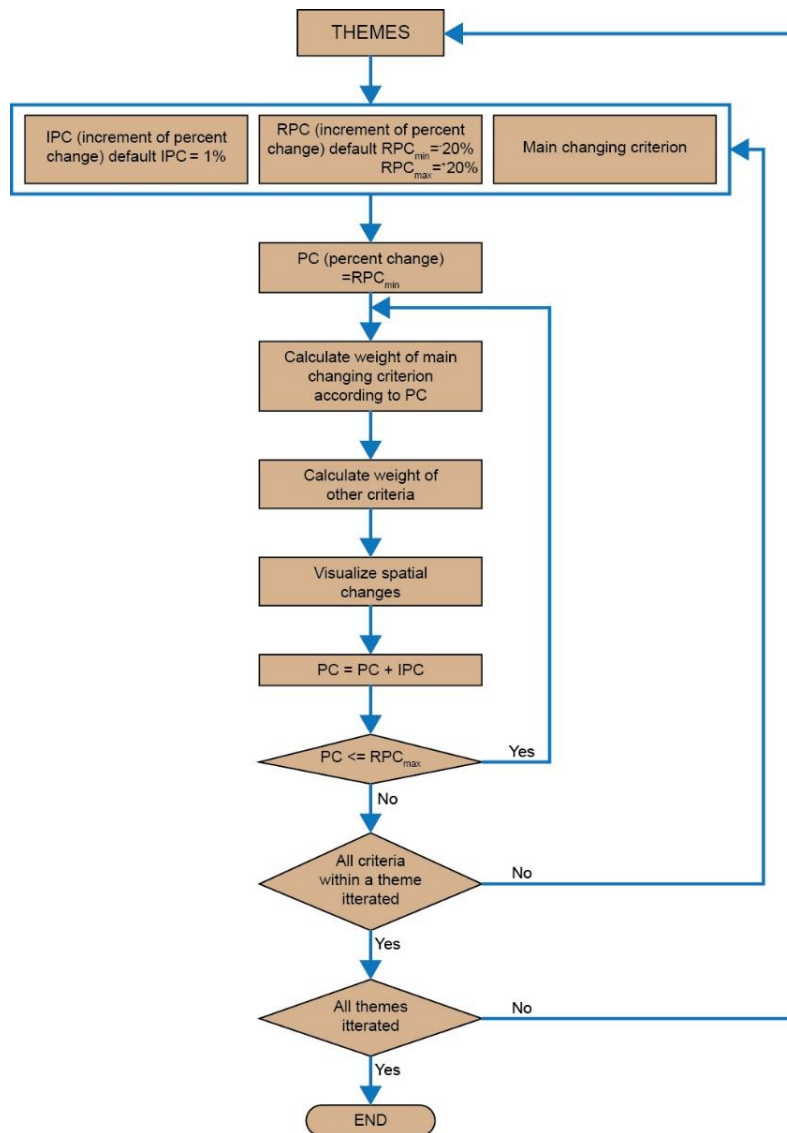 THEMES
IPC (increment of percent
change) default IPC = 1%
RPC (increment of percent
change) default RPCmin =-20%
RPCmax=+20%
Main changing criterion
PC (percent change)
=RPCmin
Calculate weight of main
changing criterion
according to PC
Calculate weight of
other criteria
Visualize spatial
changes
PC = PC + IPC
PC <= RPCmax
Yes
No
All criteria
within a theme
itterated
No
Yes
All themes
itterated
No
Yes
END